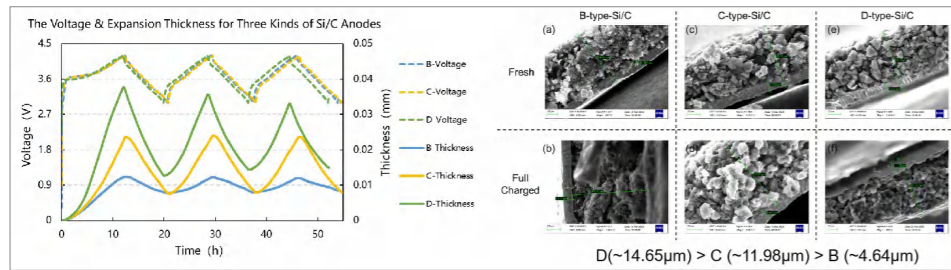 The Voltage & Expansion Thickness for Three Kinds of Si/C Anodes
4.5
3.6
2.7
1.8
0.9
0
Voltage (V)
0.05
0.04
0.03
0.02
0.01
0
Thickness (mm)
0
10
20
30
40
50
Time (h)
B-Voltage
C-Voltage
D-Voltage
B-Thickness
C-Thickness
D-Thickness
B-type-Si/C
C-type-Si/C
D-type-Si/C
Fresh
Full
Charged
(a)
(c)
(e)
(b)
(d)
(f)
D(~14.65μm) > C (~11.98μm) > B (~4.64μm)